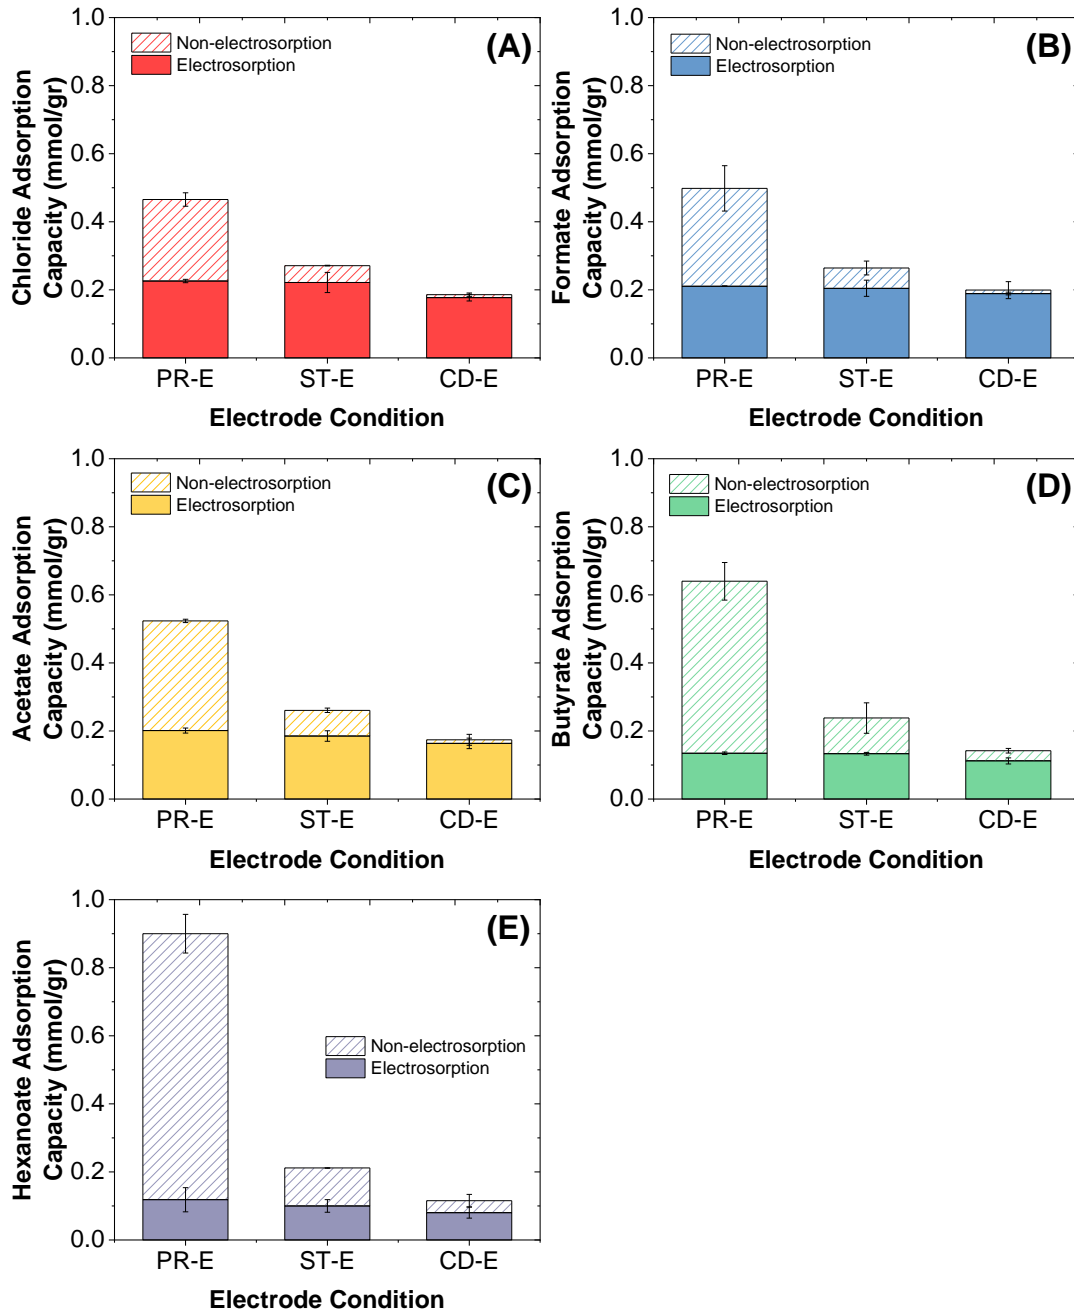 (A)
Non-electrosorption
Electrosorption
Chloride Adsorption
Capacity (mmol/gr)
1.0
0.8
0.6
0.4
0.2
0.0
PR-E ST-E CD-E
Electrode Condition
(B)
Non-electrosorption
Electrosorption
Formate Adsorption
Capacity (mmol/gr)
1.0
0.8
0.6
0.4
0.2
0.0
PR-E ST-E CD-E
Electrode Condition
(C)
Non-electrosorption
Electrosorption
Acetate Adsorption
Capacity (mmol/gr)
1.0
0.8
0.6
0.4
0.2
0.0
PR-E ST-E CD-E
Electrode Condition
(D)
Non-electrosorption
Electrosorption
Butyrate Adsorption
Capacity (mmol/gr)
1.0
0.8
0.6
0.4
0.2
0.0
PR-E ST-E CD-E
Electrode Condition
(E)
Non-electrosorption
Electrosorption
Hexanoate Adsorption
Capacity (mmol/gr)
1.0
0.8
0.6
0.4
0.2
0.0
PR-E ST-E CD-E
Electrode Condition